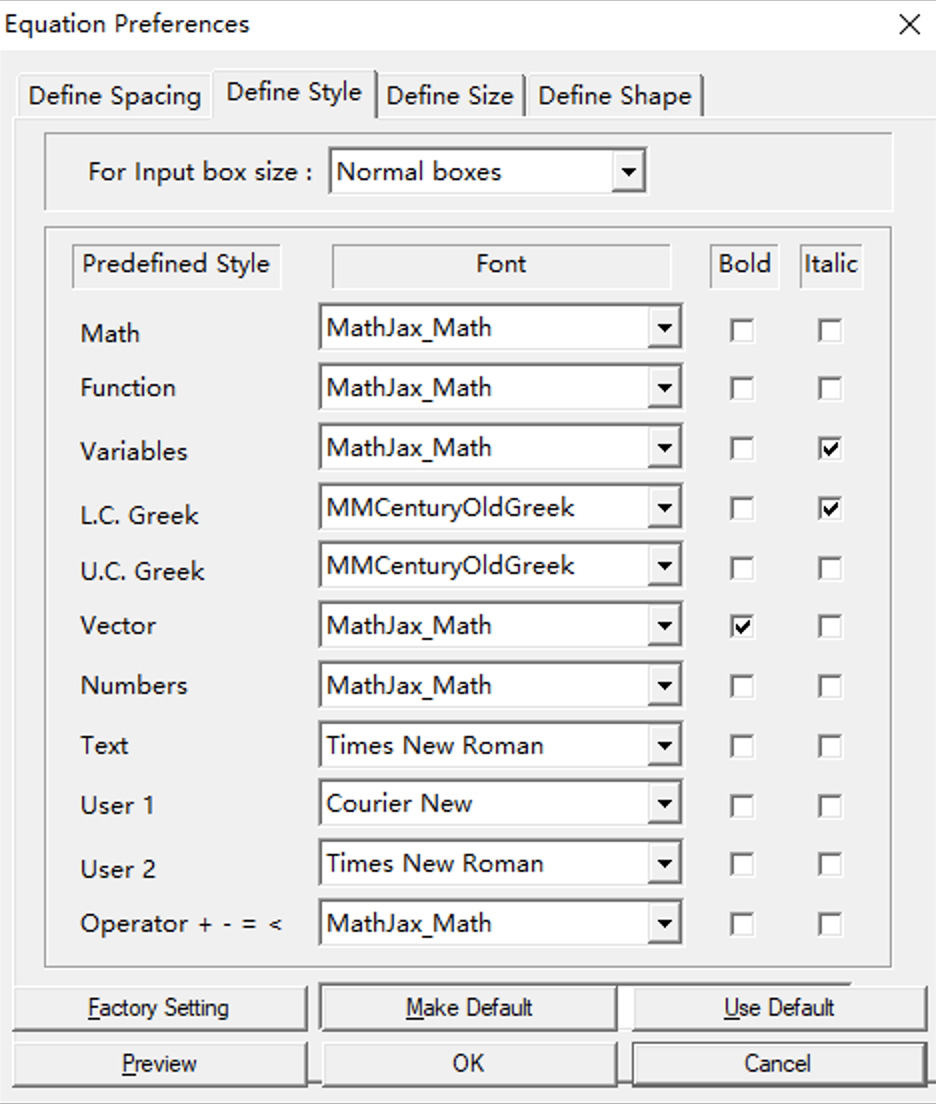 Equation Preferences
Define Spacing Define Style Define Size Define Shape
For Input box size : Normal boxes
Predefined Style Font Bold Italic
Math MathJax_Math
Function MathJax_Math
Variables MathJax_Math
L.C. Greek MMCenturyOldGreek
U.C. Greek MMCenturyOldGreek
Vector MathJax_Math
Numbers MathJax_Math
Text Times New Roman
User 1 Courier New
User 2 Times New Roman
Operator + - = < MathJax_Math
Factory Setting Make Default Use Default
Preview OK Cancel